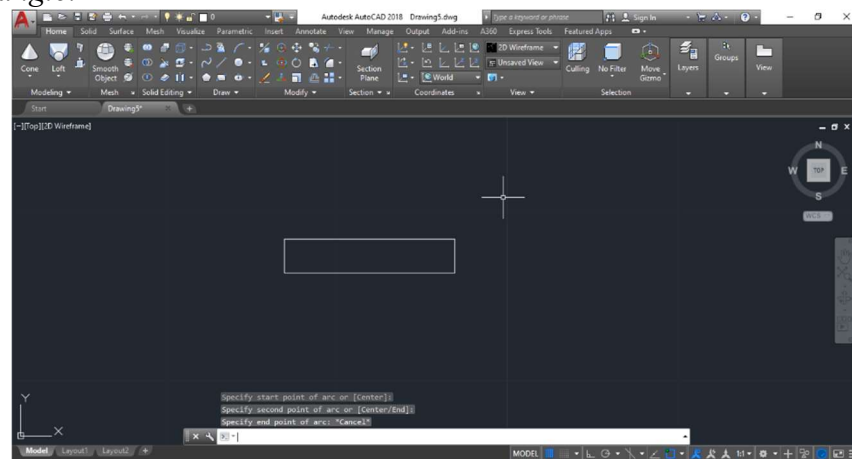 Autodesk AutoCAD 2018 Drawing5.dwg
Type a keyword or phrase
Sign In
0
Home Solid Surface Mesh Visualize Parametric Insert Annotate View Manage Output Add-ins A360 Express Tools Featured Apps
2D Wireframe
Unsaved View
World
Cone Loft Smooth Object Section Plane Culling No Filter Move Gizmo Layers Groups View
Modeling Mesh Solid Editing Draw Modify Section Coordinates View Selection
Start Drawing5*
[−][Top][2D Wireframe]
N
W TOP E
S
WCS
Specify start point of arc or [Center]:
Specify second point of arc or [Center/End]:
Specify end point of arc: *Cancel*
Y
X
Model Layout1 Layout2 +
MODEL
1:1